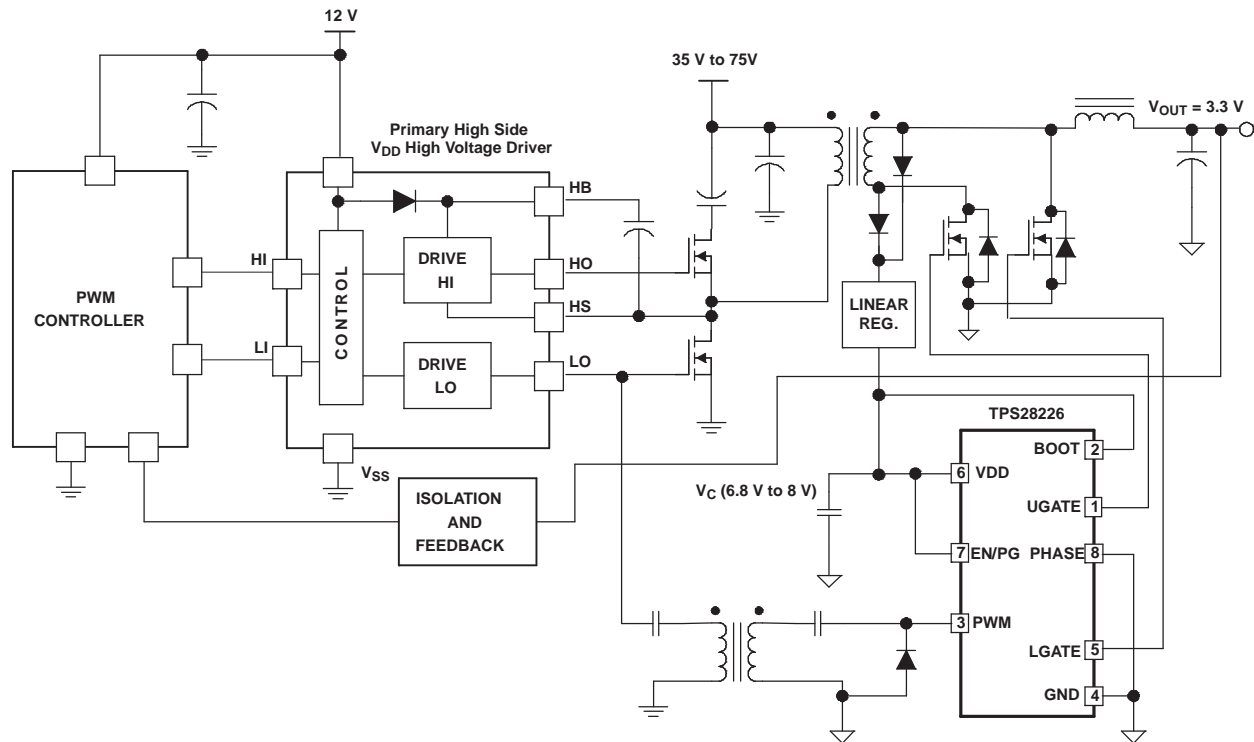 12 V
35 V to 75V
VOUT = 3.3 V
Primary High Side
VDD High Voltage Driver
HB
HI
DRIVE
HI
HO
PWM
CONTROLLER
CONTROL
HS
LINEAR
REG.
LI
DRIVE
LO
LO
TPS28226
BOOT 2
VSS
6 VDD
VC (6.8 V to 8 V)
ISOLATION
AND
FEEDBACK
UGATE 1
7 EN/PG PHASE 8
3 PWM
LGATE 5
GND 4